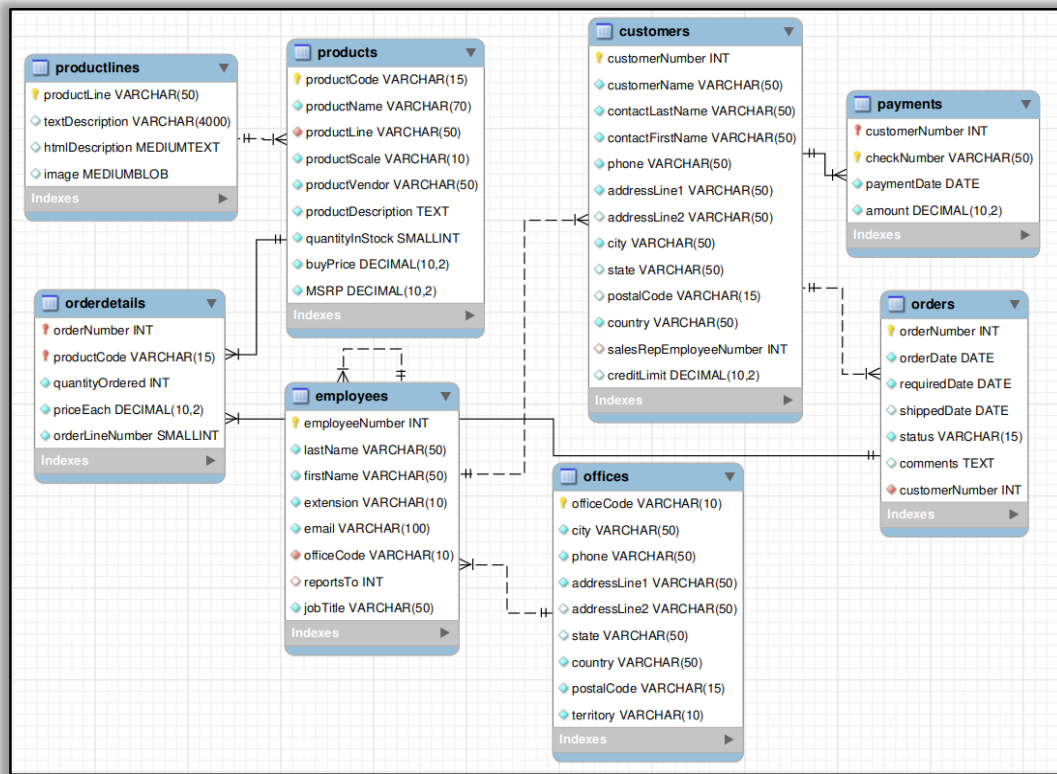 productlines
productLine VARCHAR(50)
textDescription VARCHAR(4000)
htmlDescription MEDIUMTEXT
image MEDIUMBLOB
Indexes
products
productCode VARCHAR(15)
productName VARCHAR(70)
productLine VARCHAR(50)
productScale VARCHAR(10)
productVendor VARCHAR(50)
productDescription TEXT
quantityInStock SMALLINT
buyPrice DECIMAL(10,2)
MSRP DECIMAL(10,2)
Indexes
customers
customerNumber INT
customerName VARCHAR(50)
contactLastName VARCHAR(50)
contactFirstName VARCHAR(50)
phone VARCHAR(50)
addressLine1 VARCHAR(50)
addressLine2 VARCHAR(50)
city VARCHAR(50)
state VARCHAR(50)
postalCode VARCHAR(15)
country VARCHAR(50)
salesRepEmployeeNumber INT
creditLimit DECIMAL(10,2)
Indexes
payments
customerNumber INT
checkNumber VARCHAR(50)
paymentDate DATE
amount DECIMAL(10,2)
Indexes
orderdetails
orderNumber INT
productCode VARCHAR(15)
quantityOrdered INT
priceEach DECIMAL(10,2)
orderLineNumber SMALLINT
Indexes
employees
employeeNumber INT
lastName VARCHAR(50)
firstName VARCHAR(50)
extension VARCHAR(10)
email VARCHAR(100)
officeCode VARCHAR(10)
reportsTo INT
jobTitle VARCHAR(50)
Indexes
offices
officeCode VARCHAR(10)
city VARCHAR(50)
phone VARCHAR(50)
addressLine1 VARCHAR(50)
addressLine2 VARCHAR(50)
state VARCHAR(50)
country VARCHAR(50)
postalCode VARCHAR(15)
territory VARCHAR(10)
Indexes
orders
orderNumber INT
orderDate DATE
requiredDate DATE
shippedDate DATE
status VARCHAR(15)
comments TEXT
customerNumber INT
Indexes